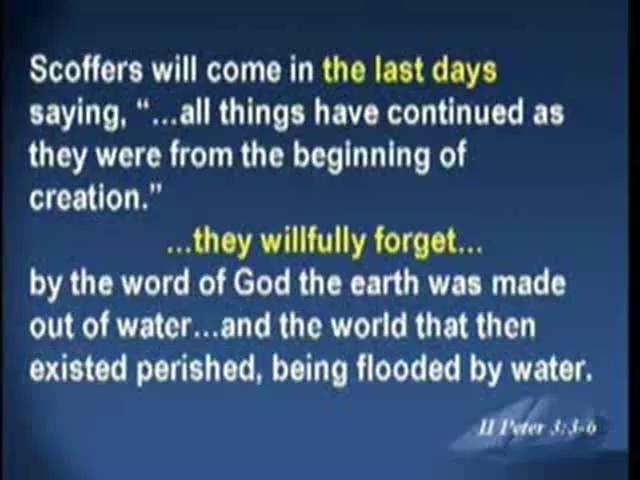 Scoffers will come in the last days
saying, “...all things have continued as
they were from the beginning of
creation.”
...they willfully forget...
by the word of God the earth was made
out of water...and the world that then
existed perished, being flooded by water.
II Peter 3:3-6